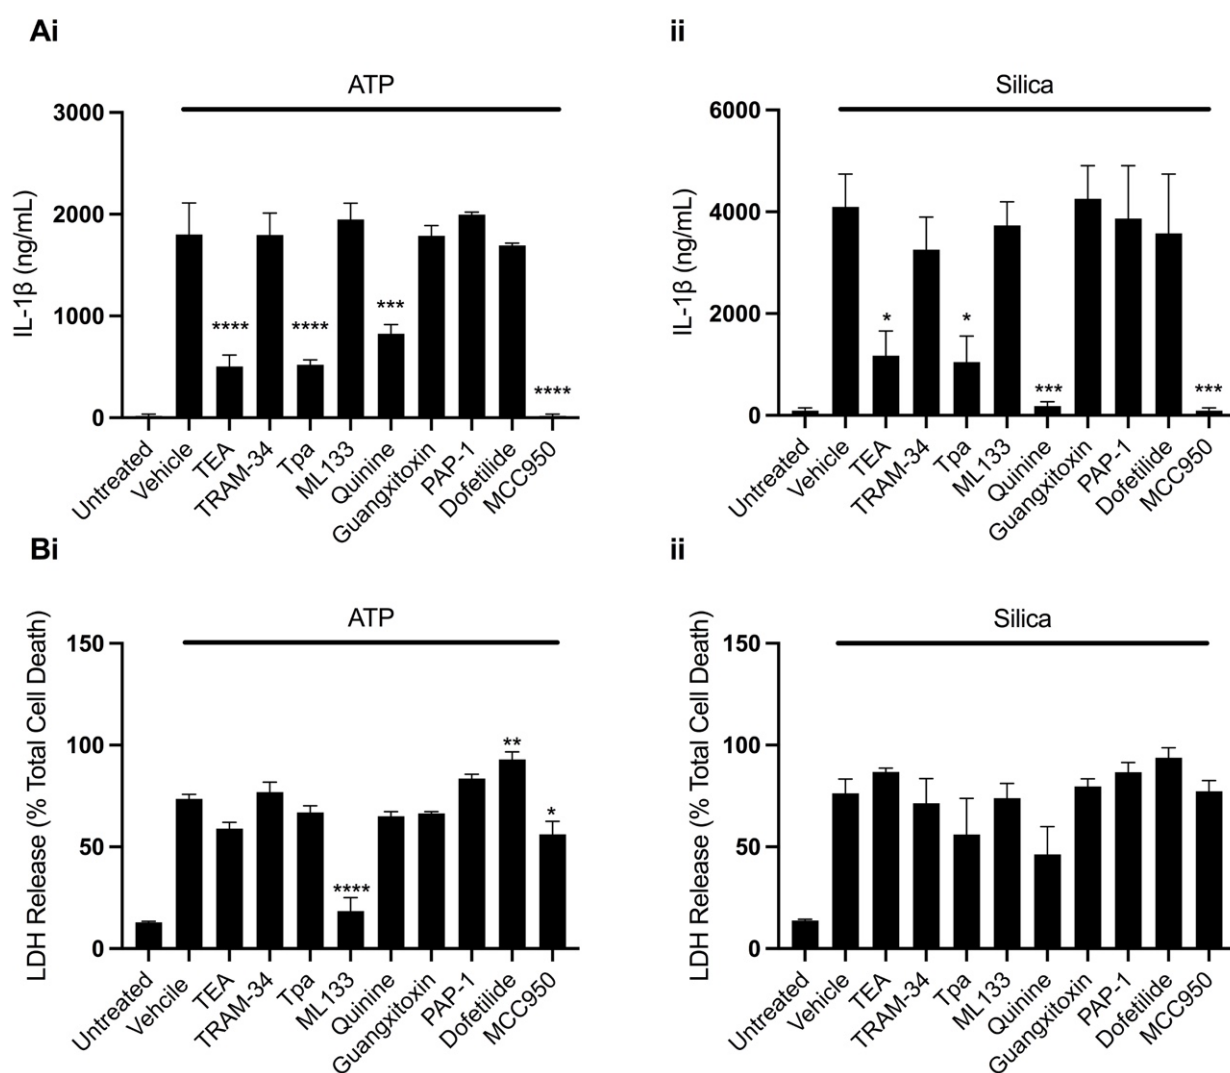 Ai
ATP
IL-1β (ng/mL)
3000
2000
1000
0
****
****
***
****
Untreated
Vehicle
TEA
TRAM-34
Tpa
ML133
Quinine
Guangxitoxin
PAP-1
Dofetilide
MCC950
ii
Silica
IL-1β (ng/mL)
6000
4000
2000
0
*
*
***
***
Untreated
Vehicle
TEA
TRAM-34
Tpa
ML133
Quinine
Guangxitoxin
PAP-1
Dofetilide
MCC950
Bi
ATP
LDH Release (% Total Cell Death)
150
100
50
0
****
**
*
Untreated
Vehcile
TEA
TRAM-34
Tpa
ML133
Quinine
Guangxitoxin
PAP-1
Dofetilide
MCC950
ii
Silica
LDH Release (% Total Cell Death)
150
100
50
0
Untreated
Vehicle
TEA
TRAM-34
Tpa
ML133
Quinine
Guangxitoxin
PAP-1
Dofetilide
MCC950